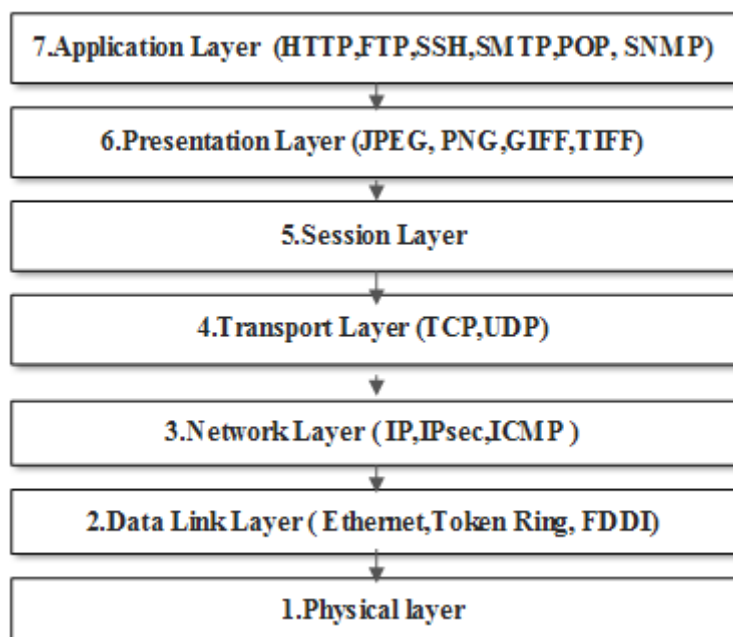 7.Application Layer (HTTP,FTP,SSH,SMTP,POP, SNMP)
6.Presentation Layer (JPEG, PNG,GIFF,TIFF)
5.Session Layer
4.Transport Layer (TCP,UDP)
3.Network Layer ( IP,IPsec,ICMP )
2.Data Link Layer ( Ethernet,Token Ring, FDDI)
1.Physical layer